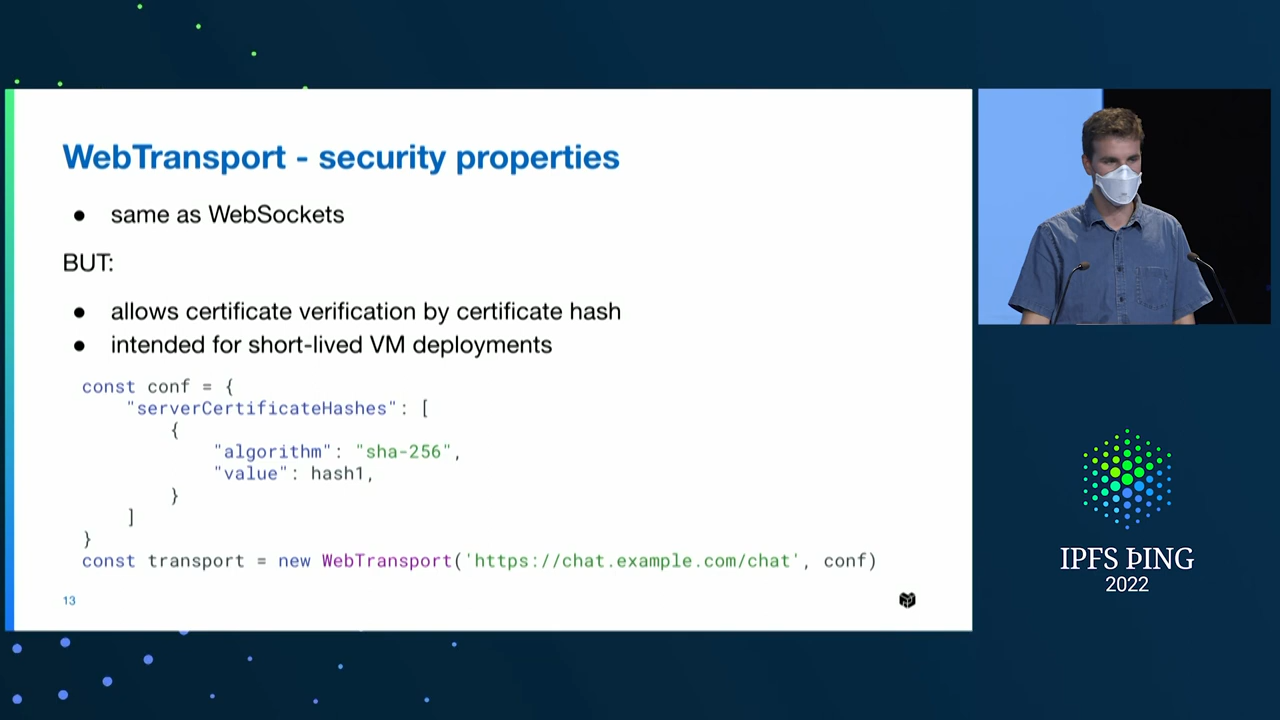 WebTransport - security properties
● same as WebSockets
BUT:
● allows certificate verification by certificate hash
● intended for short-lived VM deployments
const conf = {
    "serverCertificateHashes": [
        {
            "algorithm": "sha-256",
            "value": hash1,
        }
    ]
}
const transport = new WebTransport('https://chat.example.com/chat', conf)
13
IPFS ÞING
2022